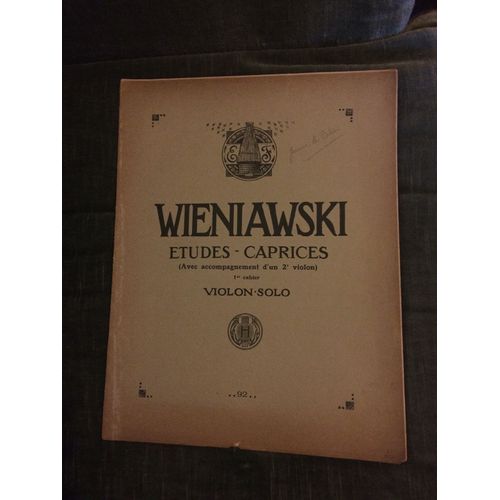 E F
WIENIAWSKI
ETUDES - CAPRICES
(Avec accompagnement d'un 2e violon)
1er cahier
VIOLON-SOLO
H
..92..